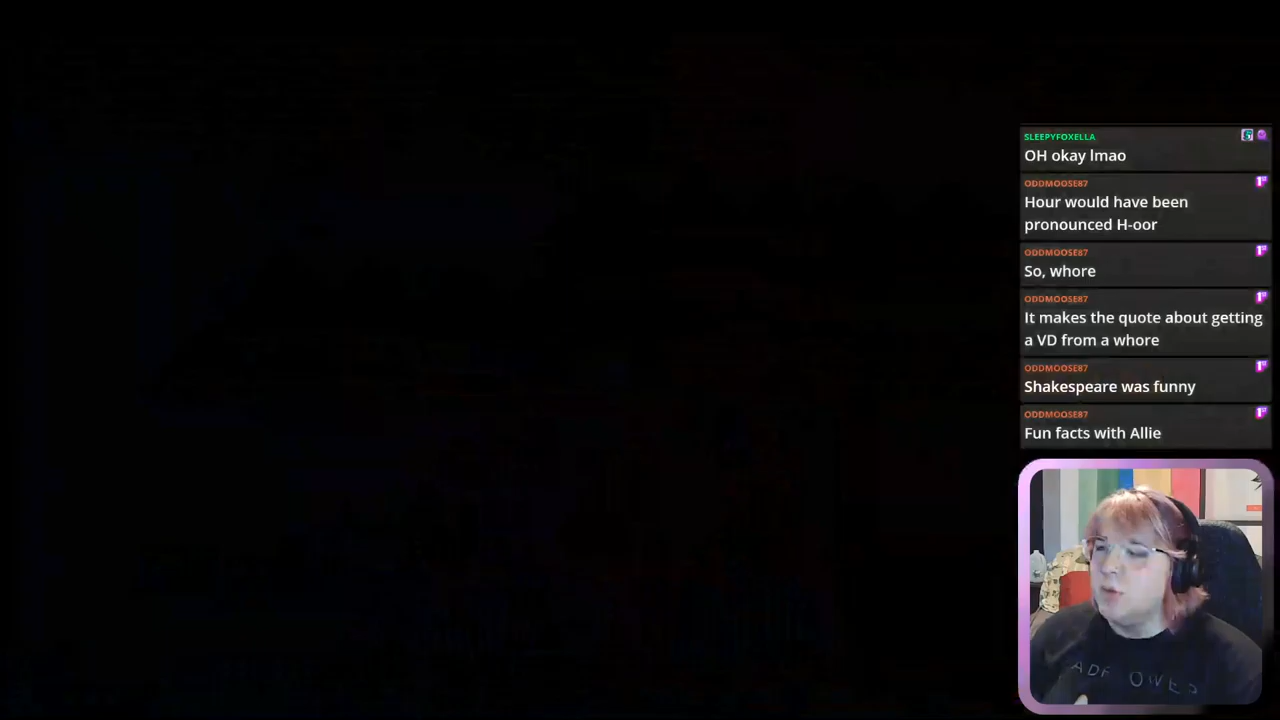 SLEEPYFOXELLA
OH okay lmao
ODDMOOSE87
Hour would have been
pronounced H-oor
ODDMOOSE87
So, whore
ODDMOOSE87
It makes the quote about getting
a VD from a whore
ODDMOOSE87
Shakespeare was funny
ODDMOOSE87
Fun facts with Allie